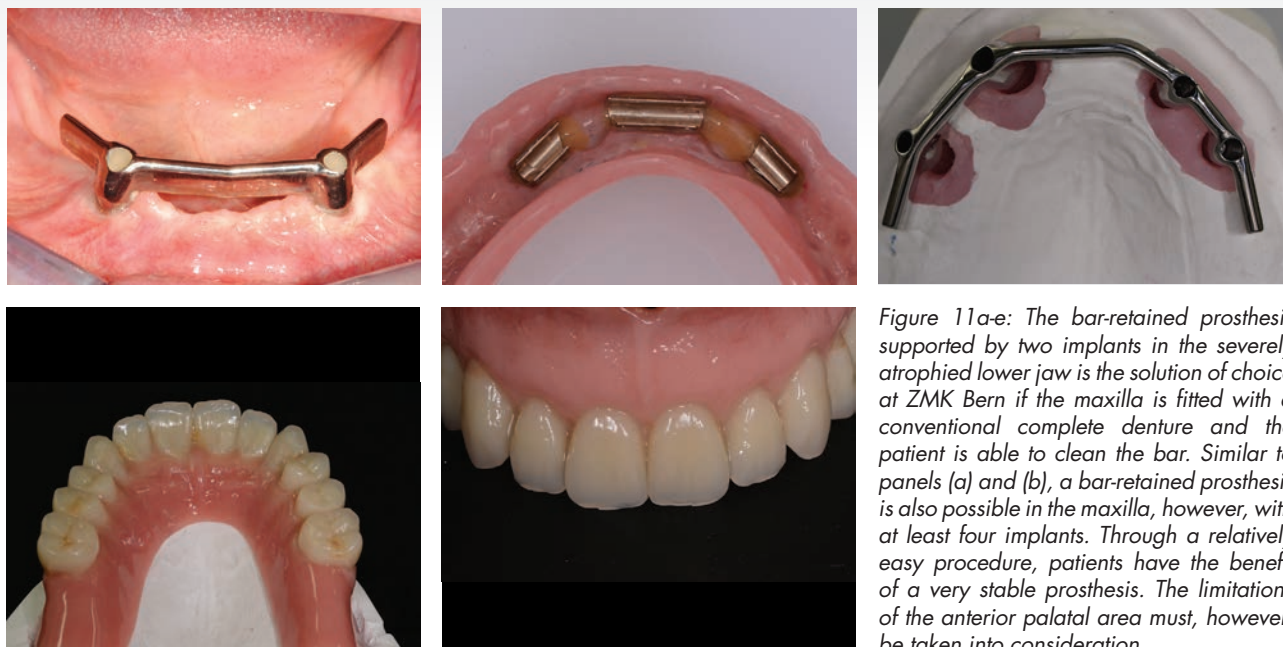 Figure 11a-e: The bar-retained prosthesi
supported by two implants in the severel
atrophied lower jaw is the solution of choic
at ZMK Bern if the maxilla is fitted with
conventional complete denture and th
patient is able to clean the bar. Similar t
panels (a) and (b), a bar-retained prosthesi
is also possible in the maxilla, however, wit
at least four implants. Through a relativel
easy procedure, patients have the benef
of a very stable prosthesis. The limitation
of the anterior palatal area must, however
be taken into consideration